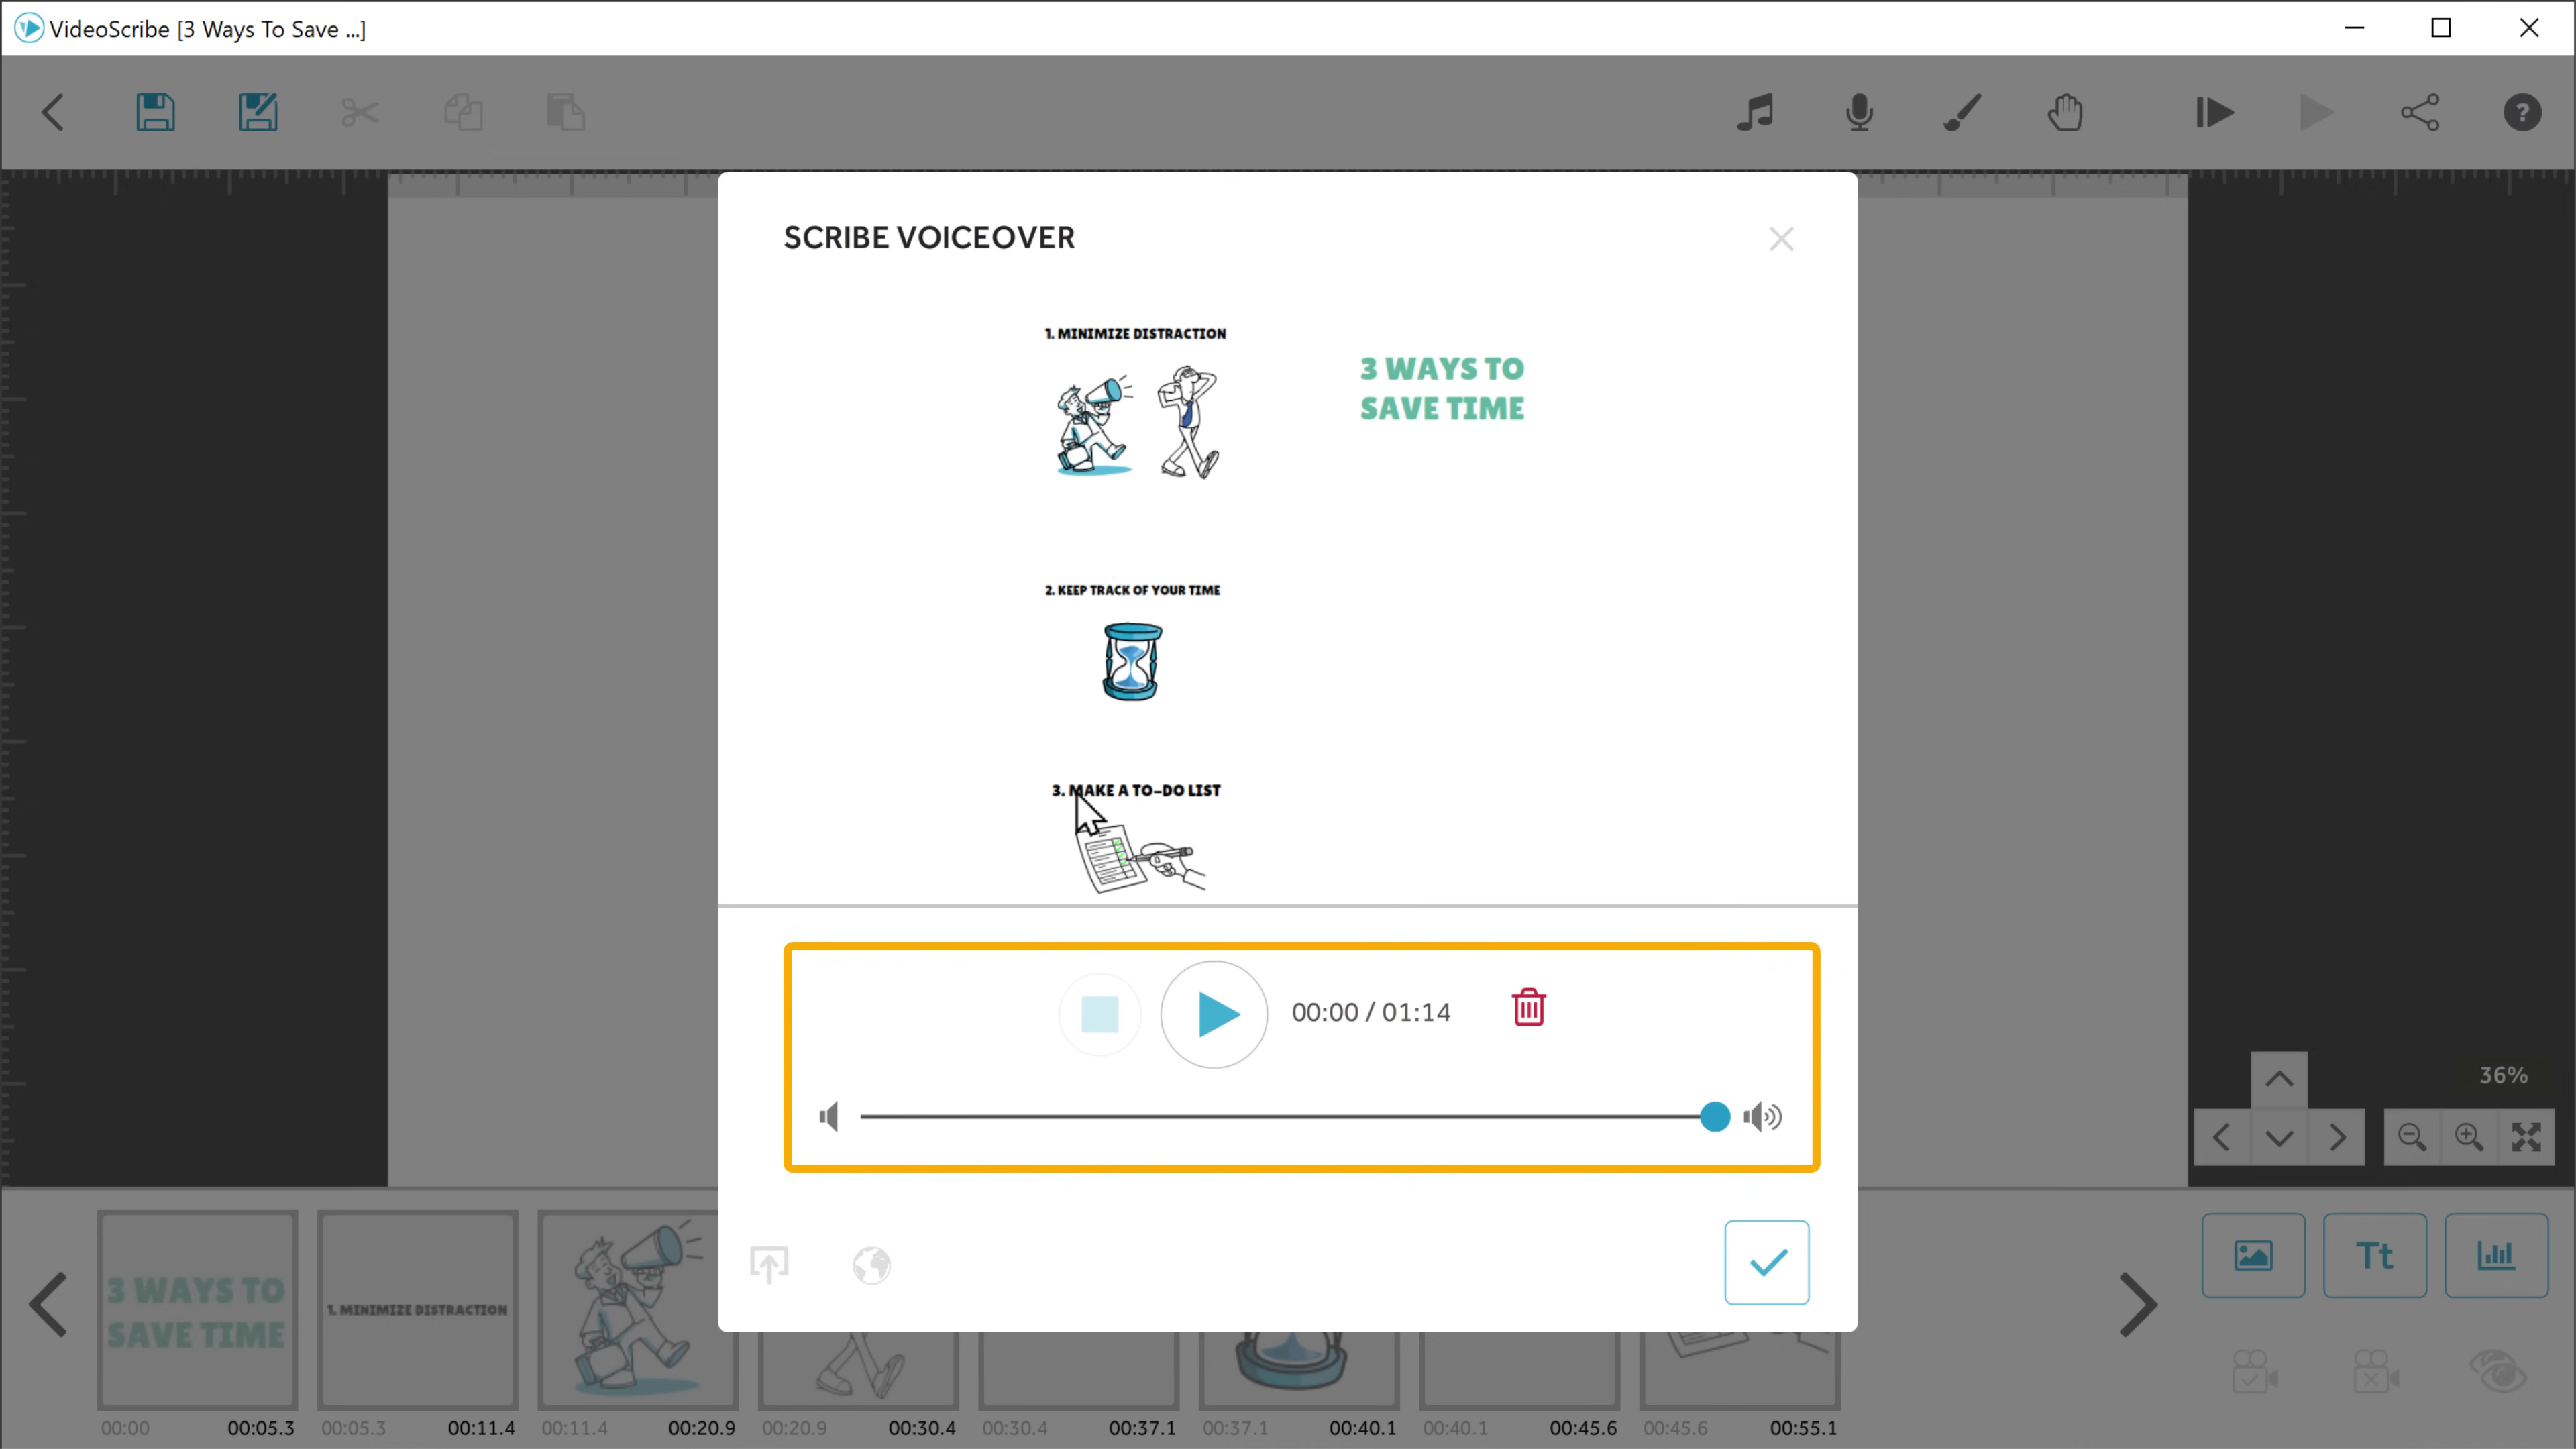 VideoScribe [3 Ways To Save ...]
?
SCRIBE VOICEOVER
1. MINIMIZE DISTRACTION
3 WAYS TO
SAVE TIME
2. KEEP TRACK OF YOUR TIME
3. MAKE A TO-DO LIST
00:00 / 01:14
36%
3 WAYS TO
SAVE TIME
1. MINIMIZE DISTRACTION
Tt
00:00 00:05.3 00:05.3 00:11.4 00:11.4 00:20.9 00:20.9 00:30.4 00:30.4 00:37.1 00:37.1 00:40.1 00:40.1 00:45.6 00:45.6 00:55.1